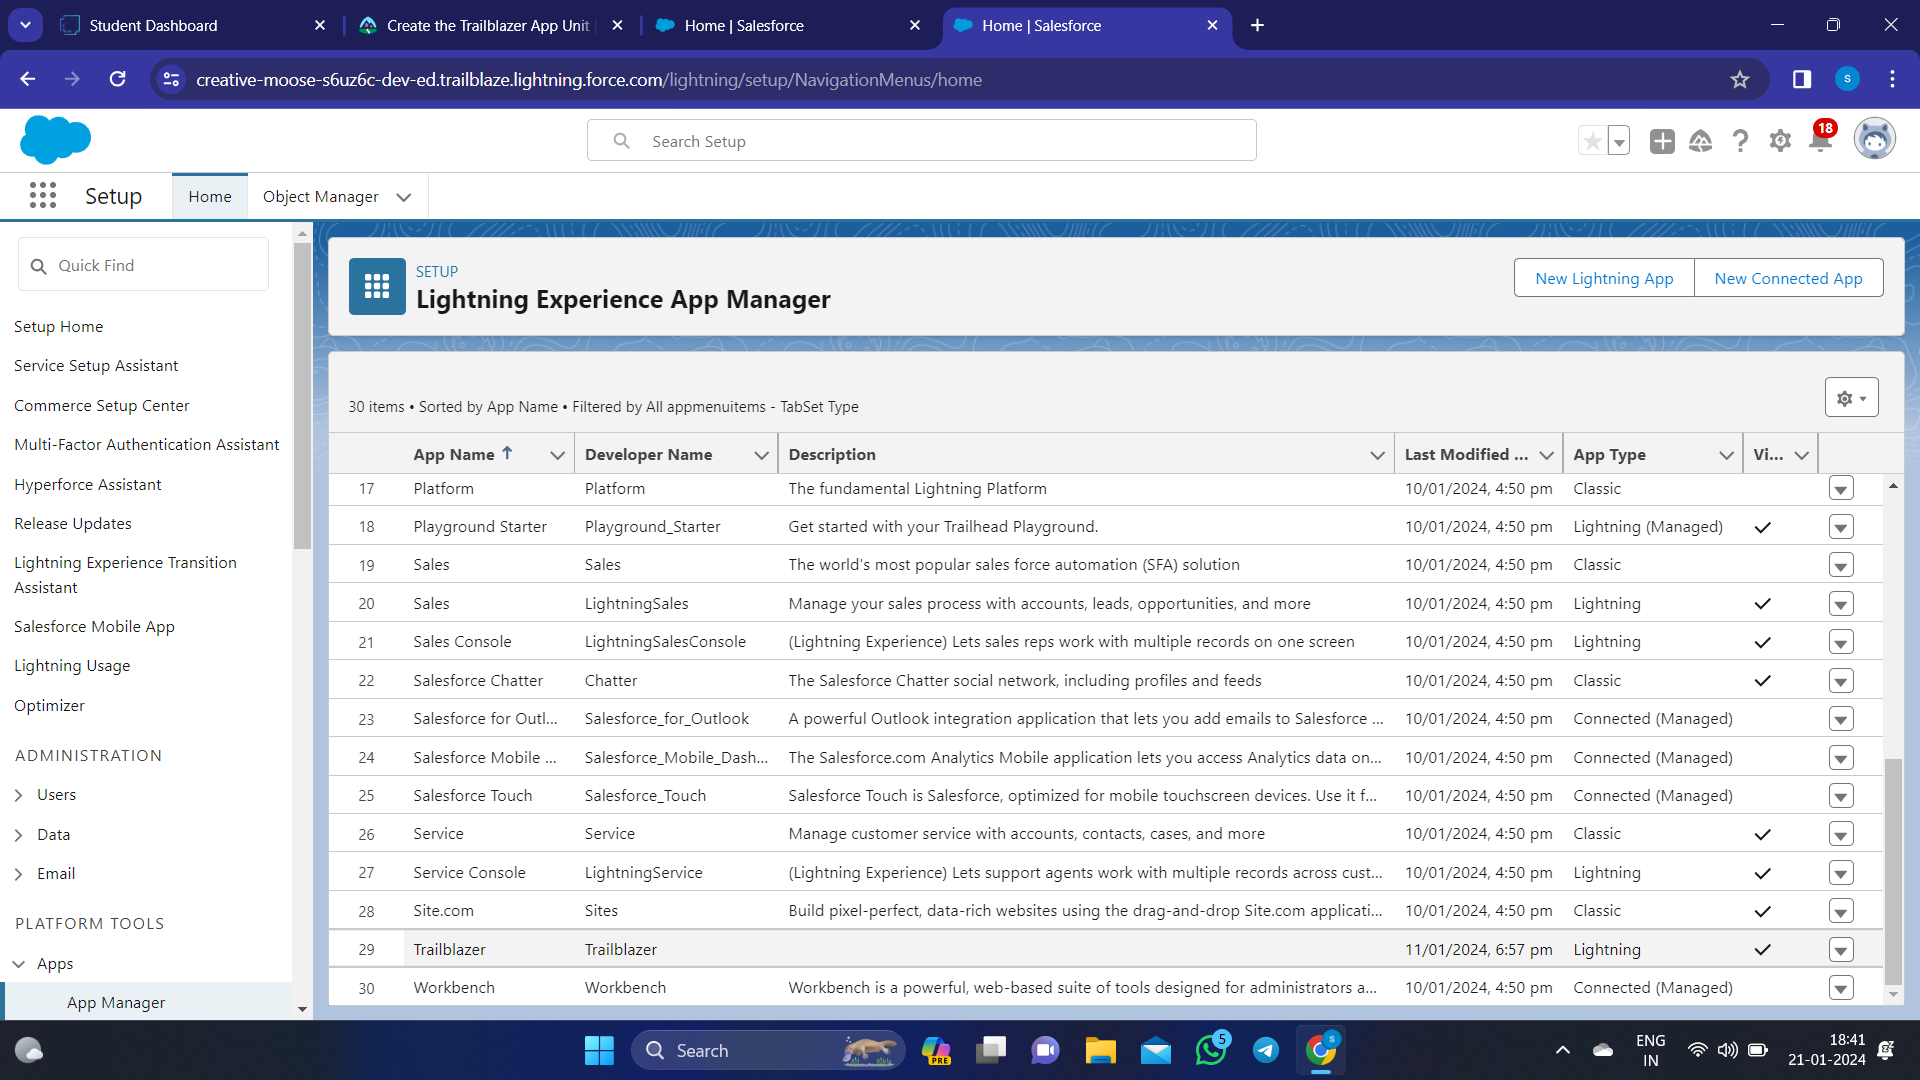 Student Dashboard
Create the Trailblazer App Unit
Home | Salesforce
Home | Salesforce
creative-moose-s6uz6c-dev-ed.trailblaze.lightning.force.com/lightning/setup/NavigationMenus/home
S
Search Setup
18
Setup
Home
Object Manager
Quick Find
Setup Home
Service Setup Assistant
Commerce Setup Center
Multi-Factor Authentication Assistant
Hyperforce Assistant
Release Updates
Lightning Experience Transition
Assistant
Salesforce Mobile App
Lightning Usage
Optimizer
ADMINISTRATION
Users
Data
Email
PLATFORM TOOLS
Apps
App Manager
SETUP
Lightning Experience App Manager
New Lightning App
New Connected App
30 items • Sorted by App Name • Filtered by All appmenuitems - TabSet Type
App Name Developer Name Description Last Modified ... App Type Vi...
17 Platform Platform The fundamental Lightning Platform 10/01/2024, 4:50 pm Classic
18 Playground Starter Playground_Starter Get started with your Trailhead Playground. 10/01/2024, 4:50 pm Lightning (Managed)
19 Sales Sales The world's most popular sales force automation (SFA) solution 10/01/2024, 4:50 pm Classic
20 Sales LightningSales Manage your sales process with accounts, leads, opportunities, and more 10/01/2024, 4:50 pm Lightning
21 Sales Console LightningSalesConsole (Lightning Experience) Lets sales reps work with multiple records on one screen 10/01/2024, 4:50 pm Lightning
22 Salesforce Chatter Chatter The Salesforce Chatter social network, including profiles and feeds 10/01/2024, 4:50 pm Classic
23 Salesforce for Outl... Salesforce_for_Outlook A powerful Outlook integration application that lets you add emails to Salesforce ... 10/01/2024, 4:50 pm Connected (Managed)
24 Salesforce Mobile ... Salesforce_Mobile_Dash... The Salesforce.com Analytics Mobile application lets you access Analytics data on... 10/01/2024, 4:50 pm Connected (Managed)
25 Salesforce Touch Salesforce_Touch Salesforce Touch is Salesforce, optimized for mobile touchscreen devices. Use it f... 10/01/2024, 4:50 pm Connected (Managed)
26 Service Service Manage customer service with accounts, contacts, cases, and more 10/01/2024, 4:50 pm Classic
27 Service Console LightningService (Lightning Experience) Lets support agents work with multiple records across cust... 10/01/2024, 4:50 pm Lightning
28 Site.com Sites Build pixel-perfect, data-rich websites using the drag-and-drop Site.com applicati... 10/01/2024, 4:50 pm Classic
29 Trailblazer Trailblazer 11/01/2024, 6:57 pm Lightning
30 Workbench Workbench Workbench is a powerful, web-based suite of tools designed for administrators a... 10/01/2024, 4:50 pm Connected (Managed)
Search
PRE
5
S
ENG
IN
18:41
21-01-2024